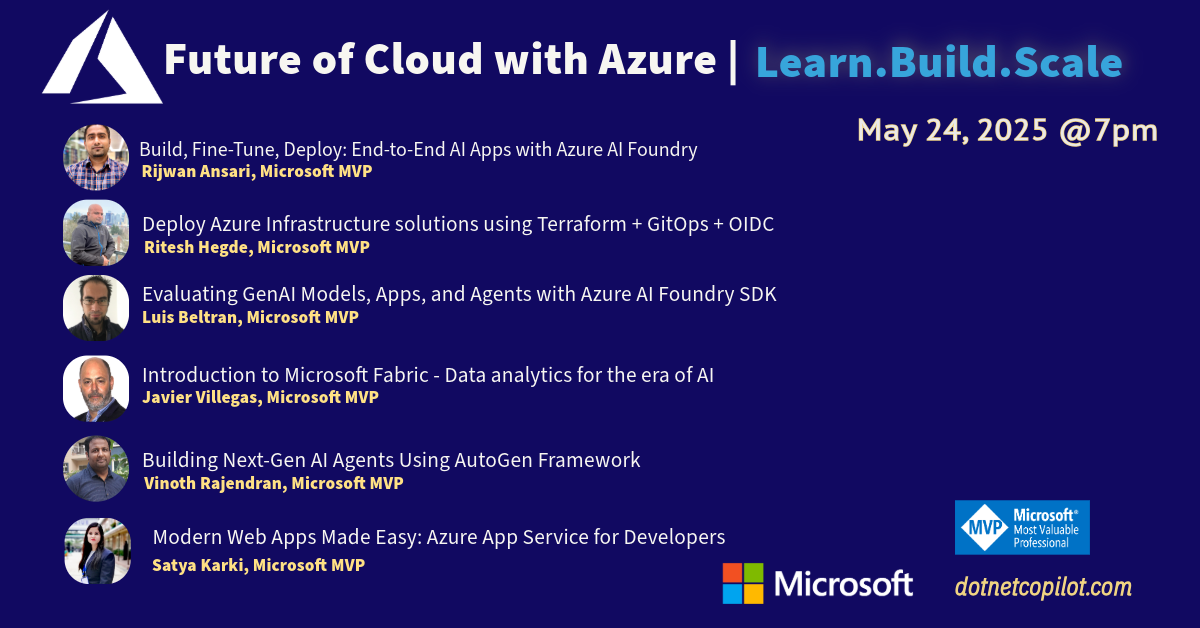 Future of Cloud with Azure | Learn.Build.Scale
May 24, 2025 @7pm
Build, Fine-Tune, Deploy: End-to-End AI Apps with Azure AI Foundry
Rijwan Ansari, Microsoft MVP
Deploy Azure Infrastructure solutions using Terraform + GitOps + OIDC
Ritesh Hegde, Microsoft MVP
Evaluating GenAI Models, Apps, and Agents with Azure AI Foundry SDK
Luis Beltran, Microsoft MVP
Introduction to Microsoft Fabric - Data analytics for the era of AI
Javier Villegas, Microsoft MVP
Building Next-Gen AI Agents Using AutoGen Framework
Vinoth Rajendran, Microsoft MVP
Modern Web Apps Made Easy: Azure App Service for Developers
Satya Karki, Microsoft MVP
MVP
Microsoft®
Most Valuable
Professional
Microsoft
dotnetcopilot.com